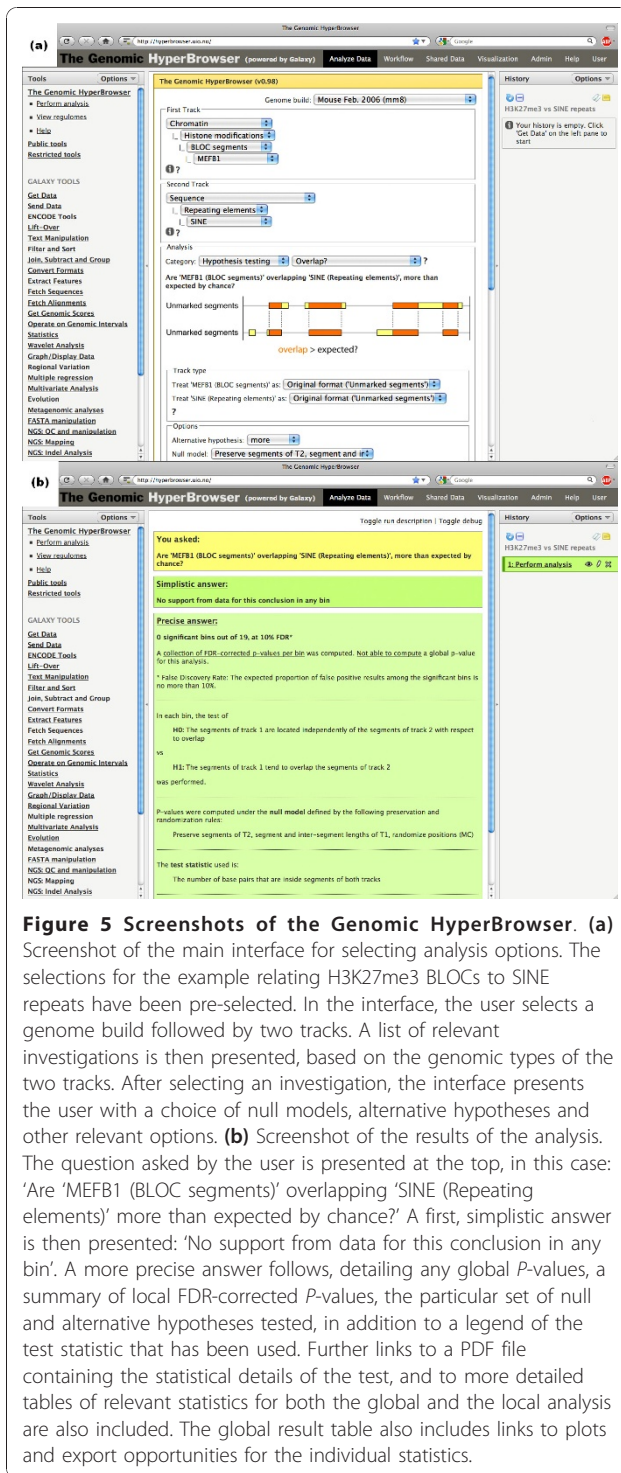 The Genomic HyperBrowser
(a)
http://hyperbrowser.uio.no/
Google
The Genomic HyperBrowser (powered by Galaxy)
Analyze Data Workflow Shared Data Visualization Admin Help User
Tools Options
The Genomic HyperBrowser
Perform analysis
View regulomes
Help
Public tools
Restricted tools
GALAXY TOOLS
Get Data
Send Data
ENCODE Tools
Lift-Over
Text Manipulation
Filter and Sort
Join, Subtract and Group
Convert Formats
Extract Features
Fetch Sequences
Fetch Alignments
Get Genomic Scores
Operate on Genomic Intervals
Statistics
Wavelet Analysis
Graph/Display Data
Regional Variation
Multiple regression
Multivariate Analysis
Evolution
Metagenomic analyses
FASTA manipulation
NGS: QC and manipulation
NGS: Mapping
NGS: Indel Analysis
The Genomic HyperBrowser (v0.98)
Genome build: Mouse Feb. 2006 (mm8)
First Track
Chromatin
Histone modifications
BLOC segments
MEFB1
?
Second Track
Sequence
Repeating elements
SINE
?
Analysis
Category: Hypothesis testing Overlap? ?
Are 'MEFB1 (BLOC segments)' overlapping 'SINE (Repeating elements)', more than
expected by chance?
Unmarked segments
Unmarked segments
overlap > expected?
Track type
Treat 'MEFB1 (BLOC segments)' as: Original format ('Unmarked segments')
Treat 'SINE (Repeating elements)' as: Original format ('Unmarked segments')
?
Options
Alternative hypothesis: more
Null model: Preserve segments of T2, segment and in
History Options
H3K27me3 vs SINE repeats
Your history is empty. Click
'Get Data' on the left pane to
start
The Genomic HyperBrowser
(b)
http://hyperbrowser.uio.no/
Google
The Genomic HyperBrowser (powered by Galaxy)
Analyze Data Workflow Shared Data Visualization Admin Help User
Tools Options
The Genomic HyperBrowser
Perform analysis
View regulomes
Help
Public tools
Restricted tools
GALAXY TOOLS
Get Data
Send Data
ENCODE Tools
Lift-Over
Text Manipulation
Filter and Sort
Join, Subtract and Group
Convert Formats
Extract Features
Fetch Sequences
Fetch Alignments
Get Genomic Scores
Operate on Genomic Intervals
Statistics
Wavelet Analysis
Graph/Display Data
Regional Variation
Multiple regression
Multivariate Analysis
Evolution
Metagenomic analyses
FASTA manipulation
NGS: QC and manipulation
NGS: Mapping
NGS: Indel Analysis
Toggle run description | Toggle debug
You asked:
Are 'MEFB1 (BLOC segments)' overlapping 'SINE (Repeating elements)', more than expected by
chance?
Simplistic answer:
No support from data for this conclusion in any bin
Precise answer:
0 significant bins out of 19, at 10% FDR*
A collection of FDR-corrected p-values per bin was computed. Not able to compute a global p-value
for this analysis.
* False Discovery Rate: The expected proportion of false positive results among the significant bins is
no more than 10%.
In each bin, the test of
H0: The segments of track 1 are located independently of the segments of track 2 with respect
to overlap
vs
H1: The segments of track 1 tend to overlap the segments of track 2
was performed.
P-values were computed under the null model defined by the following preservation and
randomization rules:
Preserve segments of T2, segment and inter-segment lengths of T1, randomize positions (MC)
The test statistic used is:
The number of base pairs that are inside segments of both tracks
History Options
H3K27me3 vs SINE repeats
1: Perform analysis
Figure 5 Screenshots of the Genomic HyperBrowser. (a)
Screenshot of the main interface for selecting analysis options. The
selections for the example relating H3K27me3 BLOCs to SINE
repeats have been pre-selected. In the interface, the user selects a
genome build followed by two tracks. A list of relevant
investigations is then presented, based on the genomic types of the
two tracks. After selecting an investigation, the interface presents
the user with a choice of null models, alternative hypotheses and
other relevant options. (b) Screenshot of the results of the analysis.
The question asked by the user is presented at the top, in this case:
'Are 'MEFB1 (BLOC segments)' overlapping 'SINE (Repeating
elements)' more than expected by chance?' A first, simplistic answer
is then presented: 'No support from data for this conclusion in any
bin'. A more precise answer follows, detailing any global P-values, a
summary of local FDR-corrected P-values, the particular set of null
and alternative hypotheses tested, in addition to a legend of the
test statistic that has been used. Further links to a PDF file
containing the statistical details of the test, and to more detailed
tables of relevant statistics for both the global and the local analysis
are also included. The global result table also includes links to plots
and export opportunities for the individual statistics.